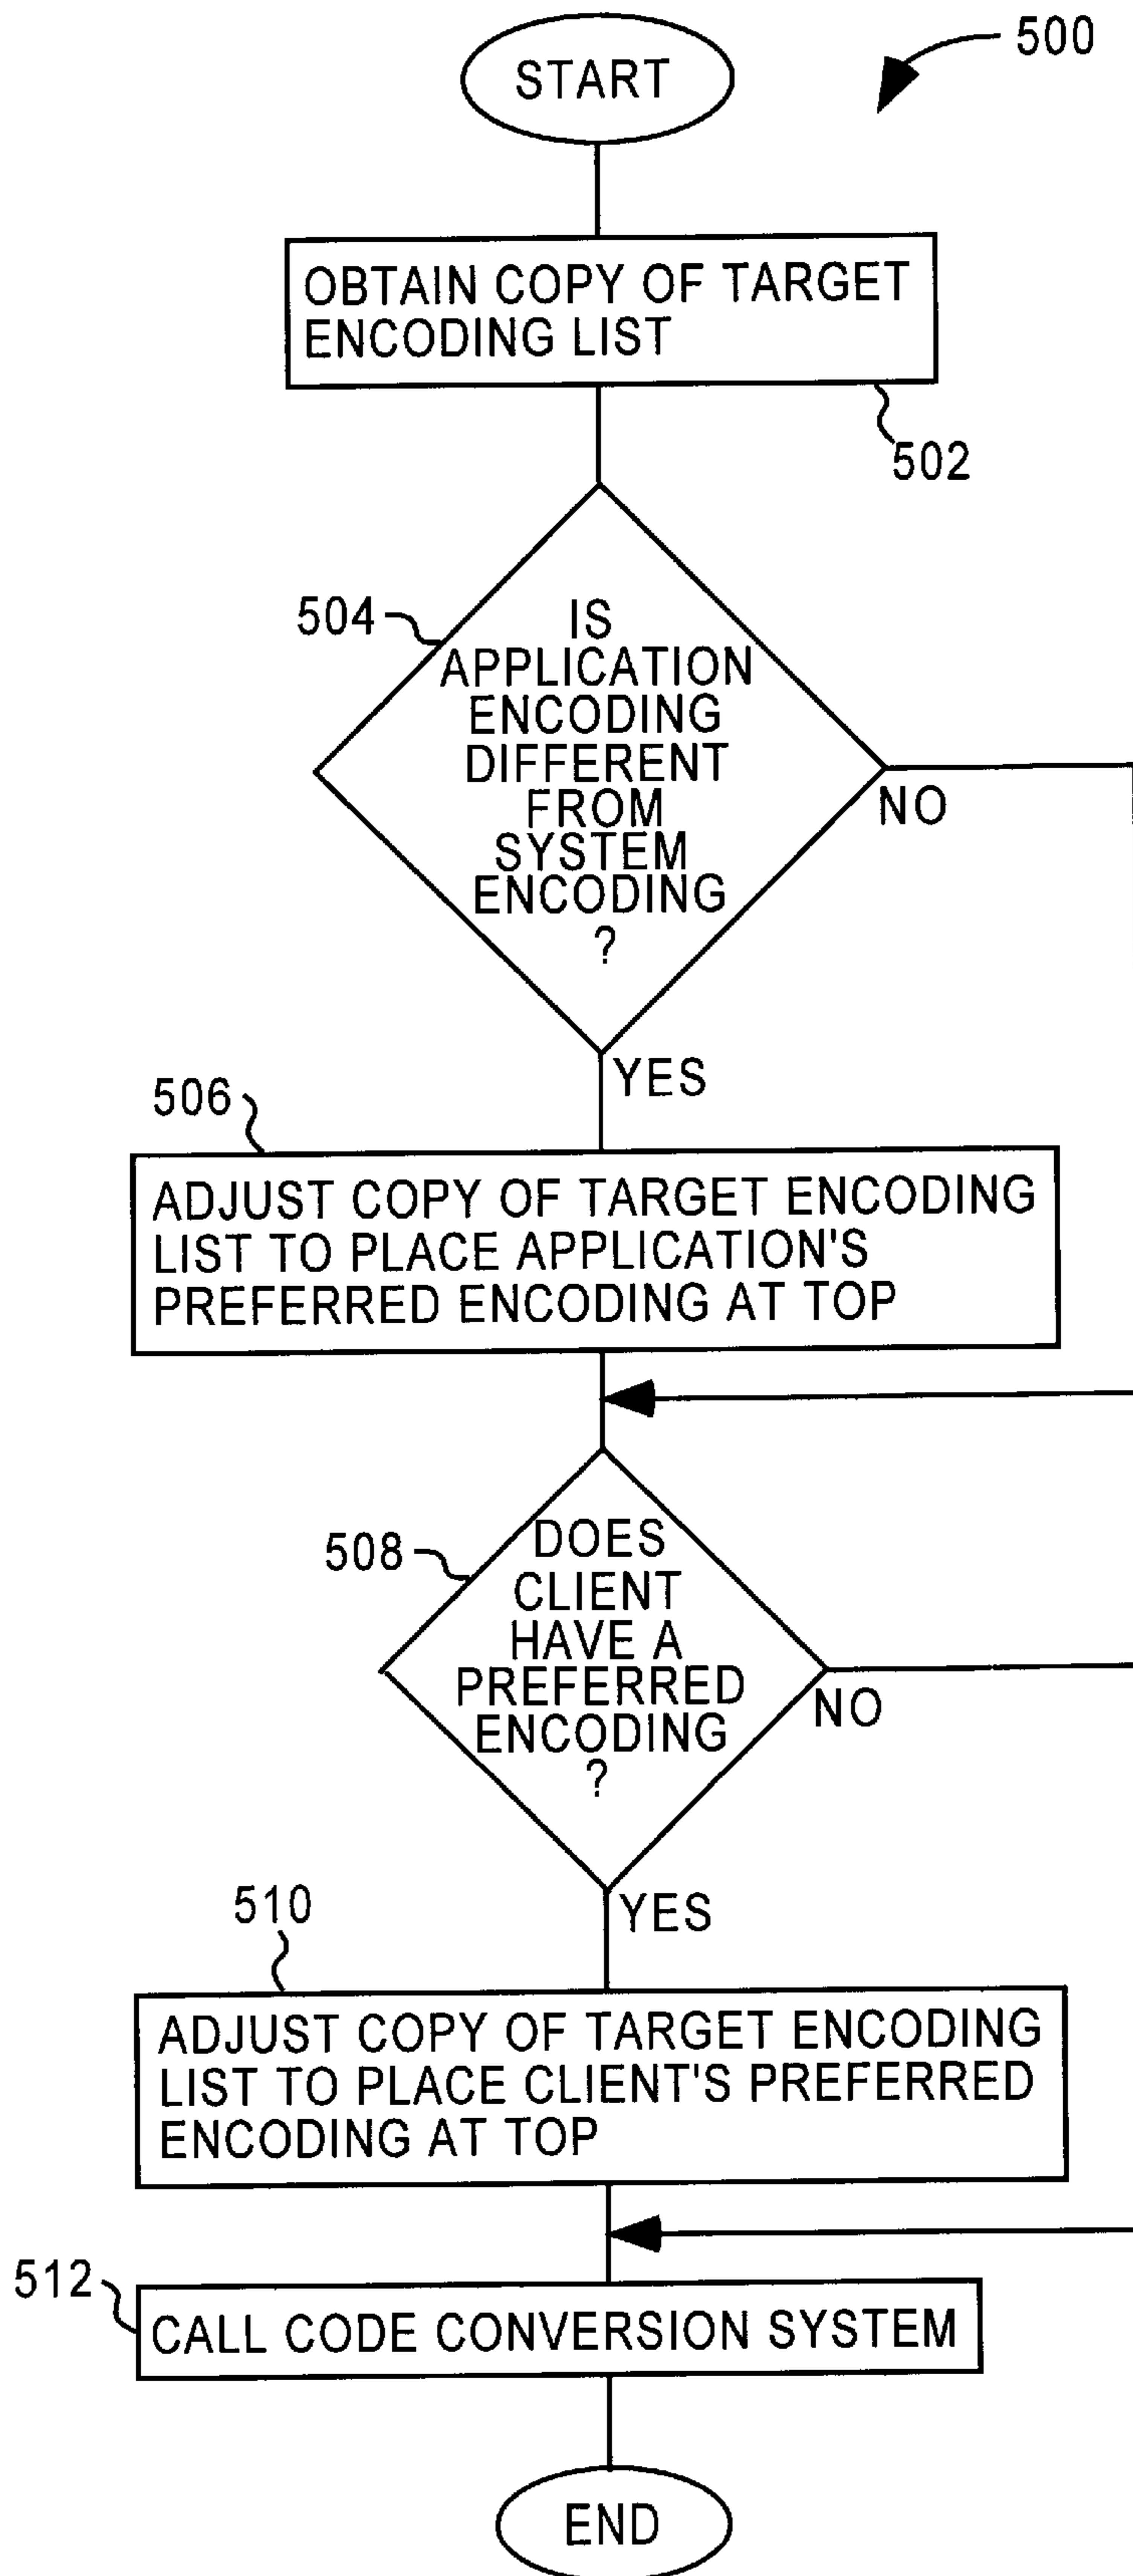 START
500
OBTAIN COPY OF TARGET
ENCODING LIST
502
504
IS
APPLICATION
ENCODING
DIFFERENT
FROM
SYSTEM
ENCODING
?
NO
YES
506
ADJUST COPY OF TARGET ENCODING
LIST TO PLACE APPLICATION'S
PREFERRED ENCODING AT TOP
508
DOES
CLIENT
HAVE A
PREFERRED
ENCODING
?
NO
YES
510
ADJUST COPY OF TARGET ENCODING
LIST TO PLACE CLIENT'S PREFERRED
ENCODING AT TOP
512
CALL CODE CONVERSION SYSTEM
END